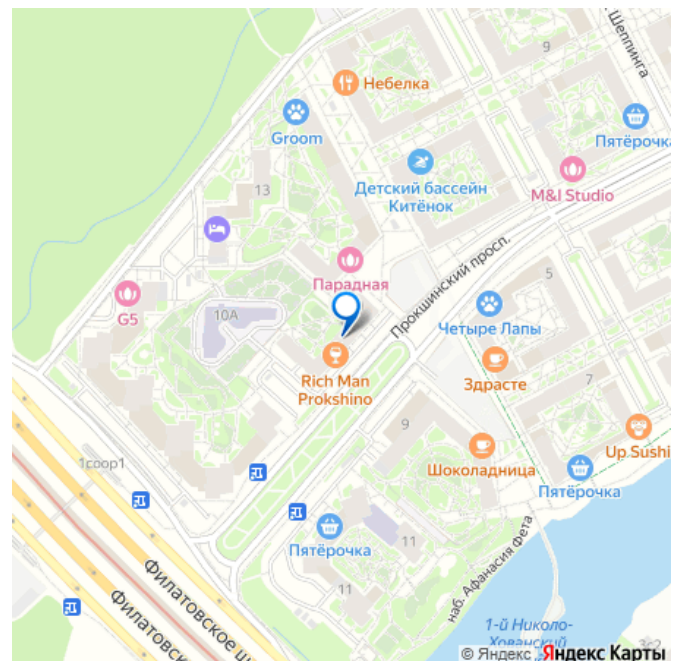 Шеппинга
9
Небелка
Groom
Пятёрочка
Детский бассейн
Китёнок
M&I Studio
13
Прокшинский просп.
Парадная
5
G5
10А
Четыре Лапы
Rich Man
Prokshino
Здрасте
7
9
Up Sushi
Шоколадница
1соор1
Пятёрочка
Пятёрочка
11
наб. Афанасия Фета
11
Филатовское ш
Филатовск
1-й Николо-
Хованский
3с2
© Яндекс Яндекс Карты